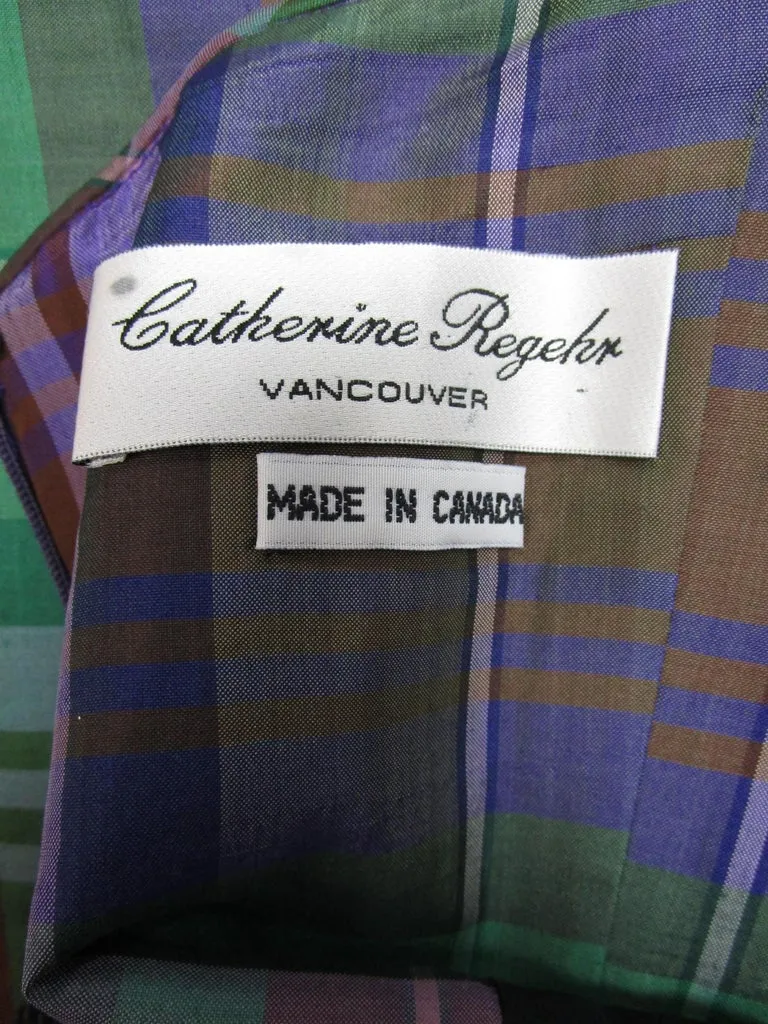 Catherine Regehr
VANCOUVER
MADE IN CANADA